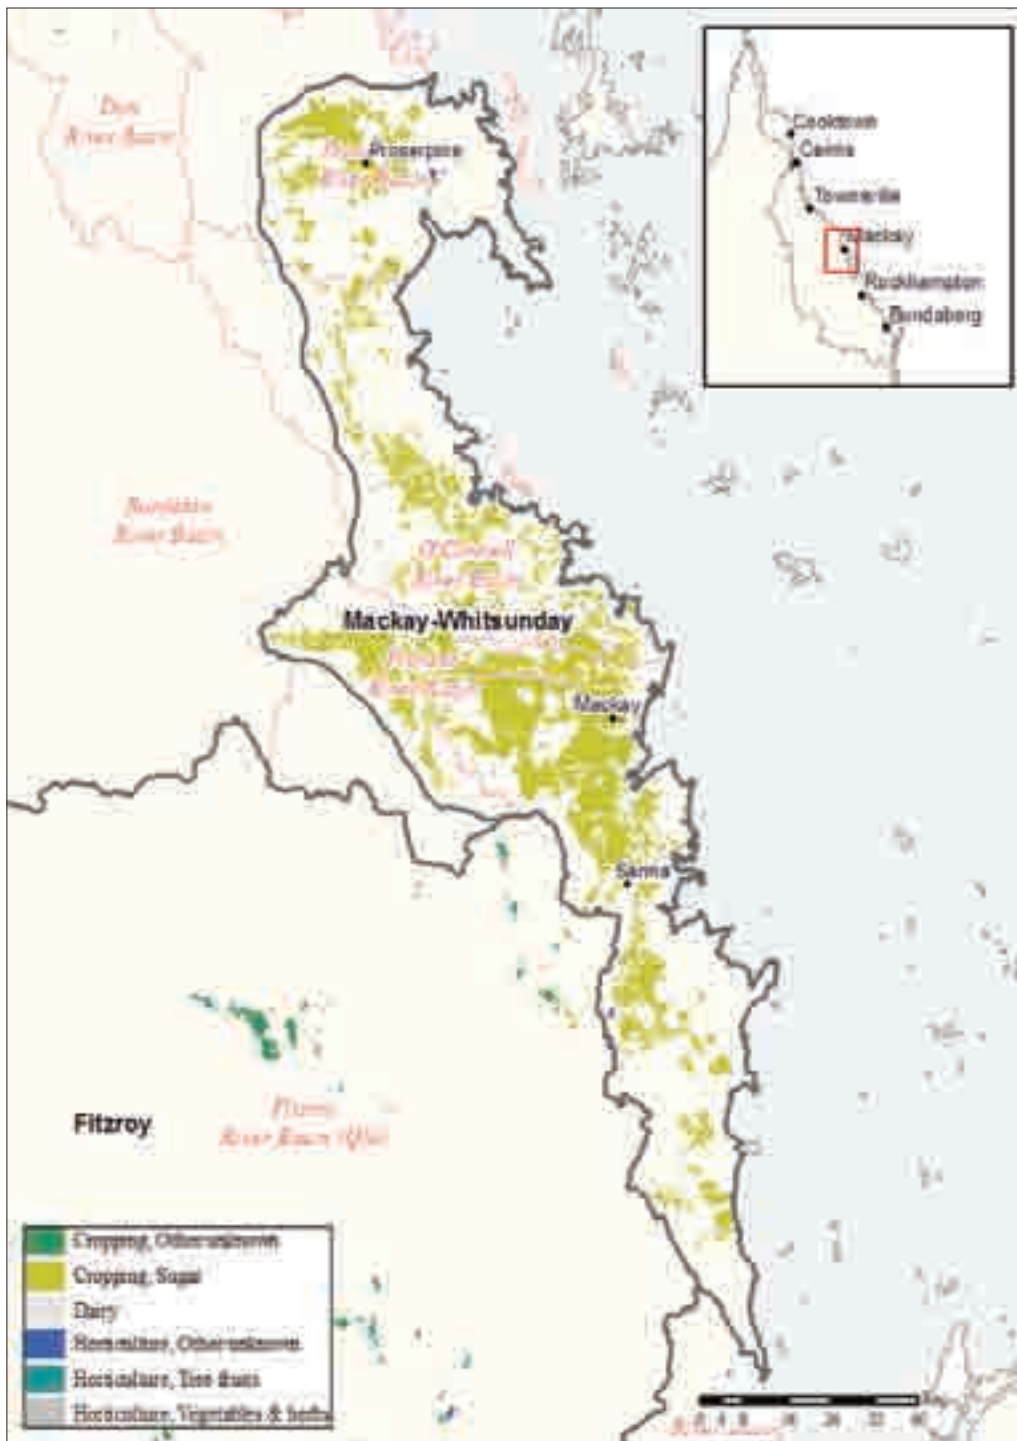 Don
River Basin
Proserpine
Cooktown
Cairns
Townsville
Mackay
Rockhampton
Bundaberg
River Basin
O'Connell
River Basin
Mackay-Whitsunday
Mackay
Sarina
Fitzroy
Fitzroy
River Basin (Qld)
Cropping, Other unknown
Cropping, Sugar
Dairy
Horticulture, Other unknown
Horticulture, Tree fruits
Horticulture, Vegetables & herbs